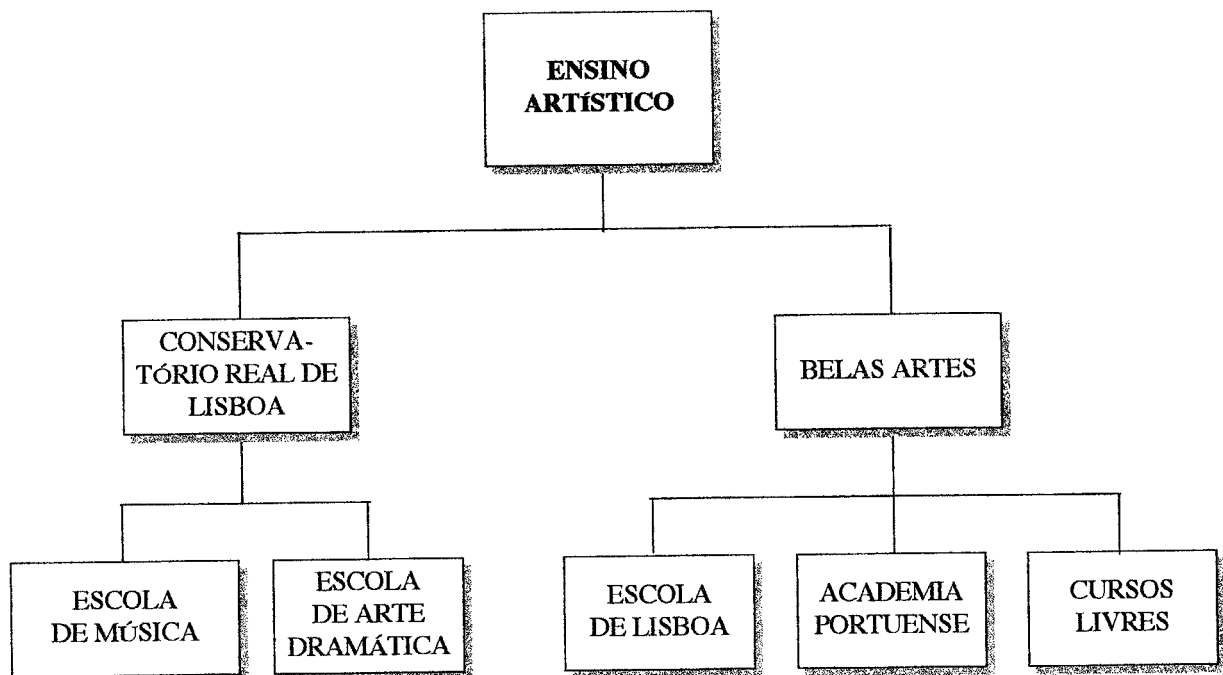 ENSINO
ARTÍSTICO
CONSERVA-
TÓRIO REAL DE
LISBOA
BELAS ARTES
ESCOLA
DE MÚSICA
ESCOLA
DE ARTE
DRAMÁTICA
ESCOLA
DE LISBOA
ACADEMIA
PORTUENSE
CURSOS
LIVRES